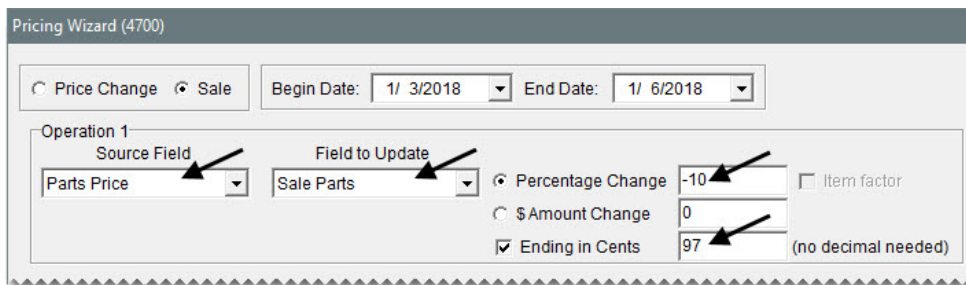 Pricing Wizard (4700)
Price Change Sale Begin Date: 1/ 3/2018 End Date: 1/ 6/2018
Operation 1
Source Field Field to Update
Parts Price Sale Parts Percentage Change -10 Item factor
$ Amount Change 0
Ending in Cents 97 (no decimal needed)